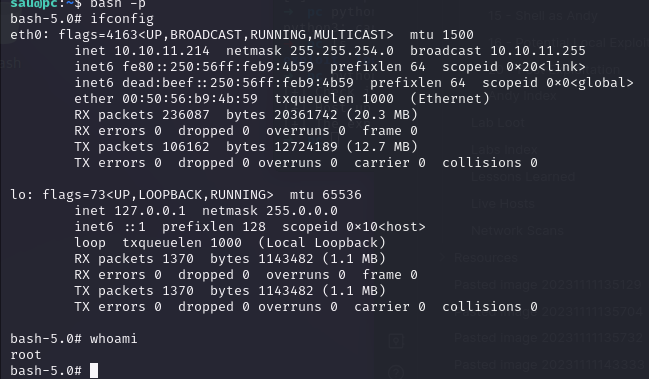 sau@pc:~$ bash -p
bash-5.0# ifconfig
eth0: flags=4163<UP,BROADCAST,RUNNING,MULTICAST>  mtu 1500
        inet 10.10.11.214  netmask 255.255.254.0  broadcast 10.10.11.255
        inet6 fe80::250:56ff:feb9:4b59  prefixlen 64  scopeid 0×20<link>
        inet6 dead:beef::250:56ff:feb9:4b59  prefixlen 64  scopeid 0×0<global>
        ether 00:50:56:b9:4b:59  txqueuelen 1000  (Ethernet)
        RX packets 236087  bytes 20361742 (20.3 MB)
        RX errors 0  dropped 0  overruns 0  frame 0
        TX packets 106162  bytes 12724189 (12.7 MB)
        TX errors 0  dropped 0 overruns 0  carrier 0  collisions 0

lo: flags=73<UP,LOOPBACK,RUNNING>  mtu 65536
        inet 127.0.0.1  netmask 255.0.0.0
        inet6 ::1  prefixlen 128  scopeid 0×10<host>
        loop  txqueuelen 1000  (Local Loopback)
        RX packets 1370  bytes 1143482 (1.1 MB)
        RX errors 0  dropped 0  overruns 0  frame 0
        TX packets 1370  bytes 1143482 (1.1 MB)
        TX errors 0  dropped 0 overruns 0  carrier 0  collisions 0

bash-5.0# whoami
root
bash-5.0#
Lab Loot
Learned
Live Hosts
Network Scans
Resources